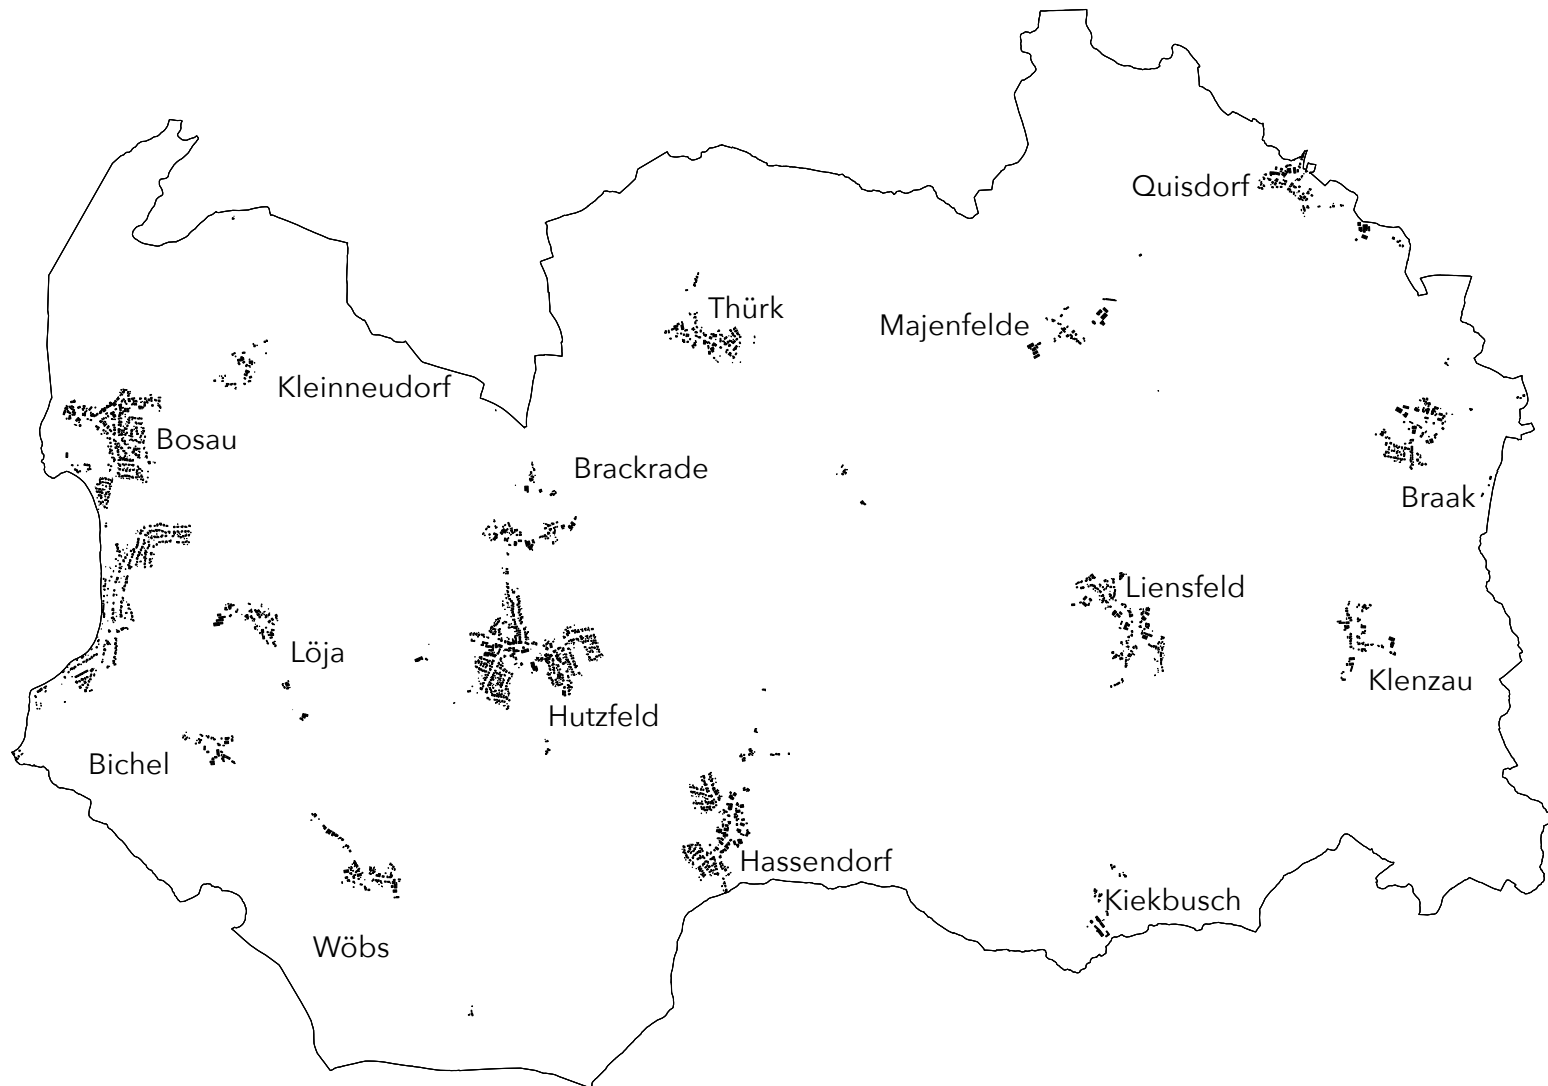 Quisdorf
Thürk
Majenfelde
Kleinneudorf
Bosau
Brackrade
Braak
Liensfeld
Löja
Klenzau
Hutzfeld
Bichel
Hassendorf
Kiekbusch
Wöbs